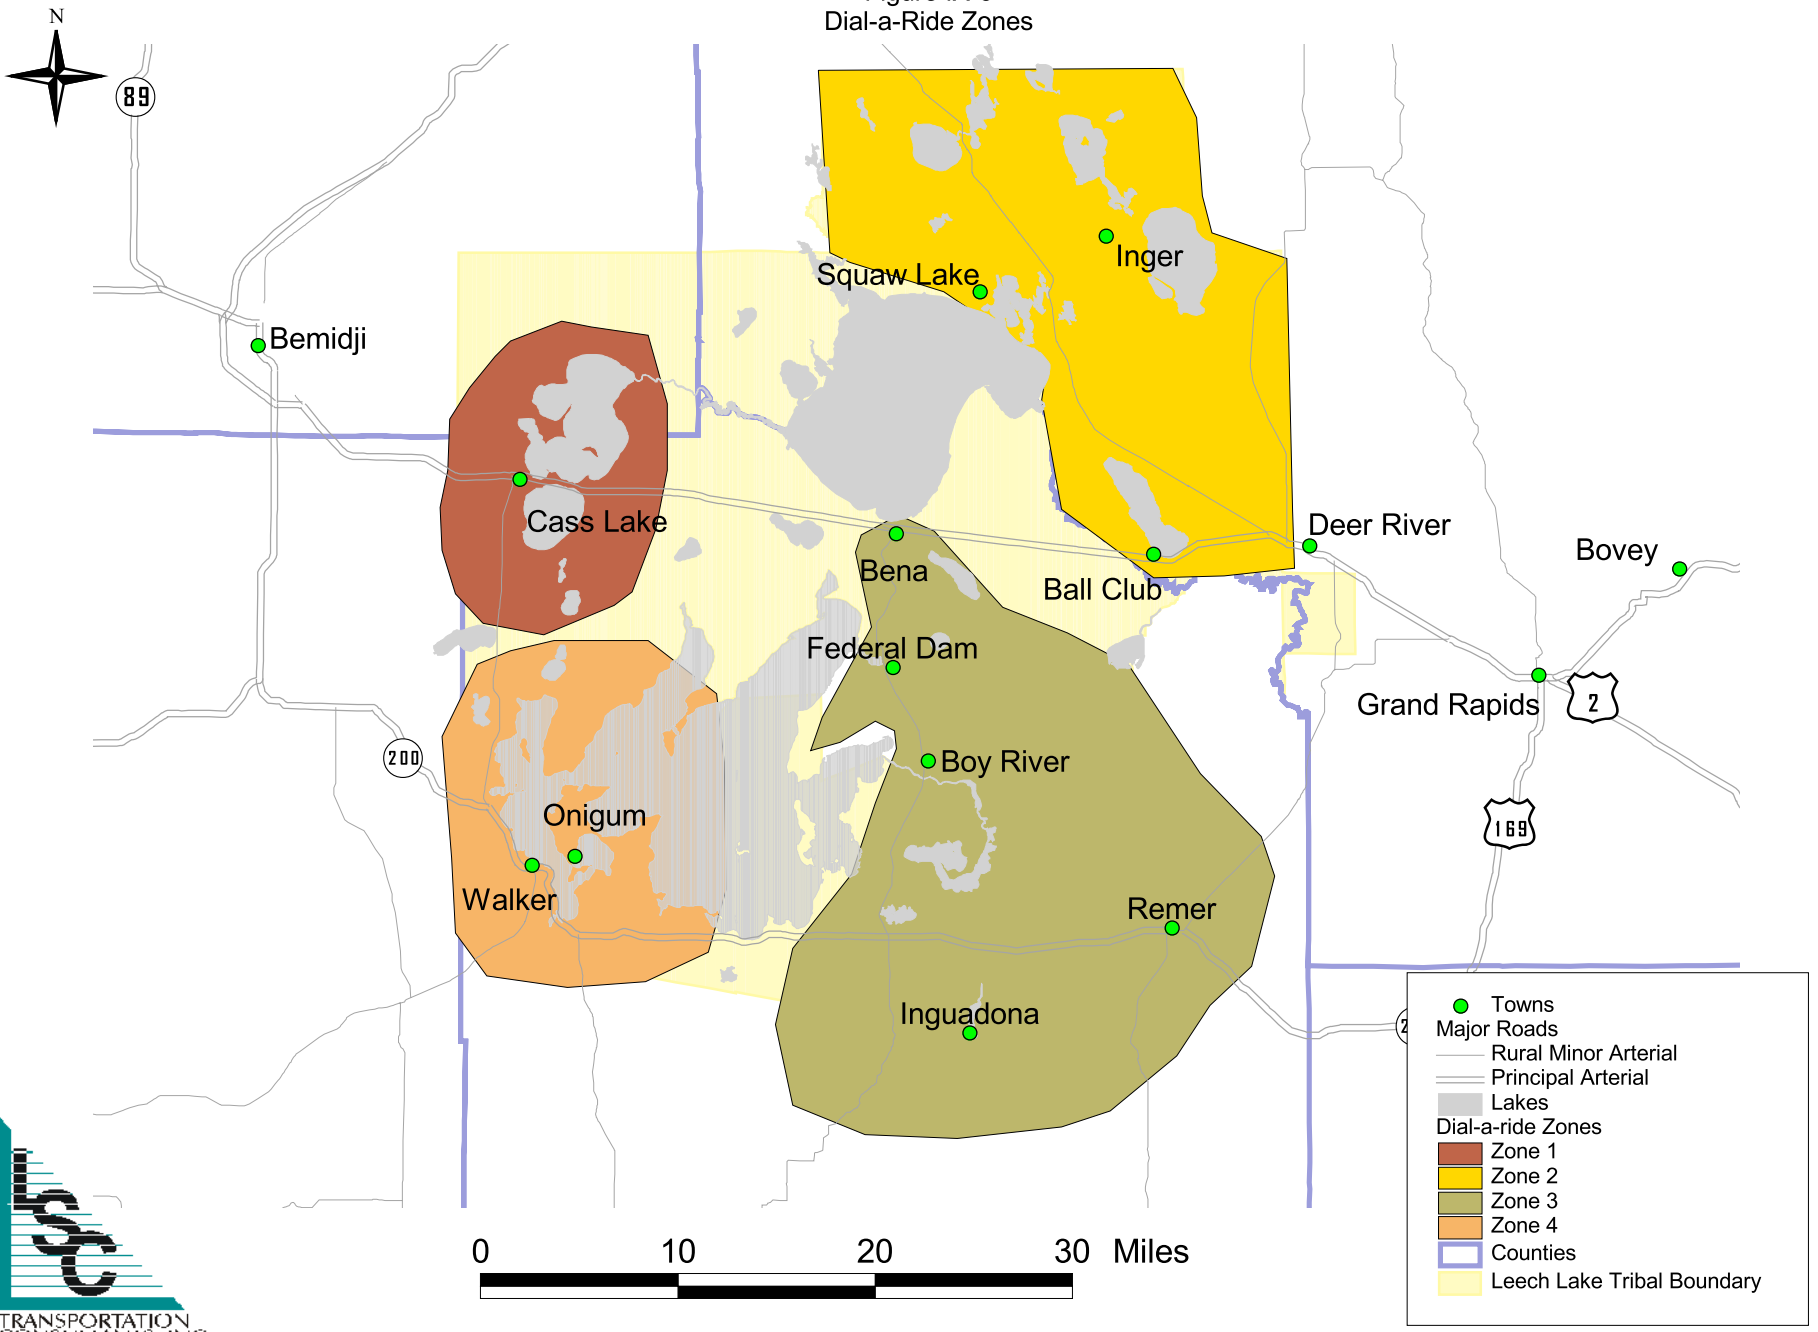 Dial-a-Ride Zones
N
89
Inger
Squaw Lake
Bemidji
Cass Lake
Deer River
Bovey
Bena
Ball Club
Federal Dam
Grand Rapids
2
200
Boy River
Onigum
169
Walker
Remer
Inguadona
Towns
Major Roads
Rural Minor Arterial
Principal Arterial
Lakes
Dial-a-ride Zones
Zone 1
Zone 2
Zone 3
Zone 4
Counties
Leech Lake Tribal Boundary
0 10 20 30 Miles
LSC
TRANSPORTATION